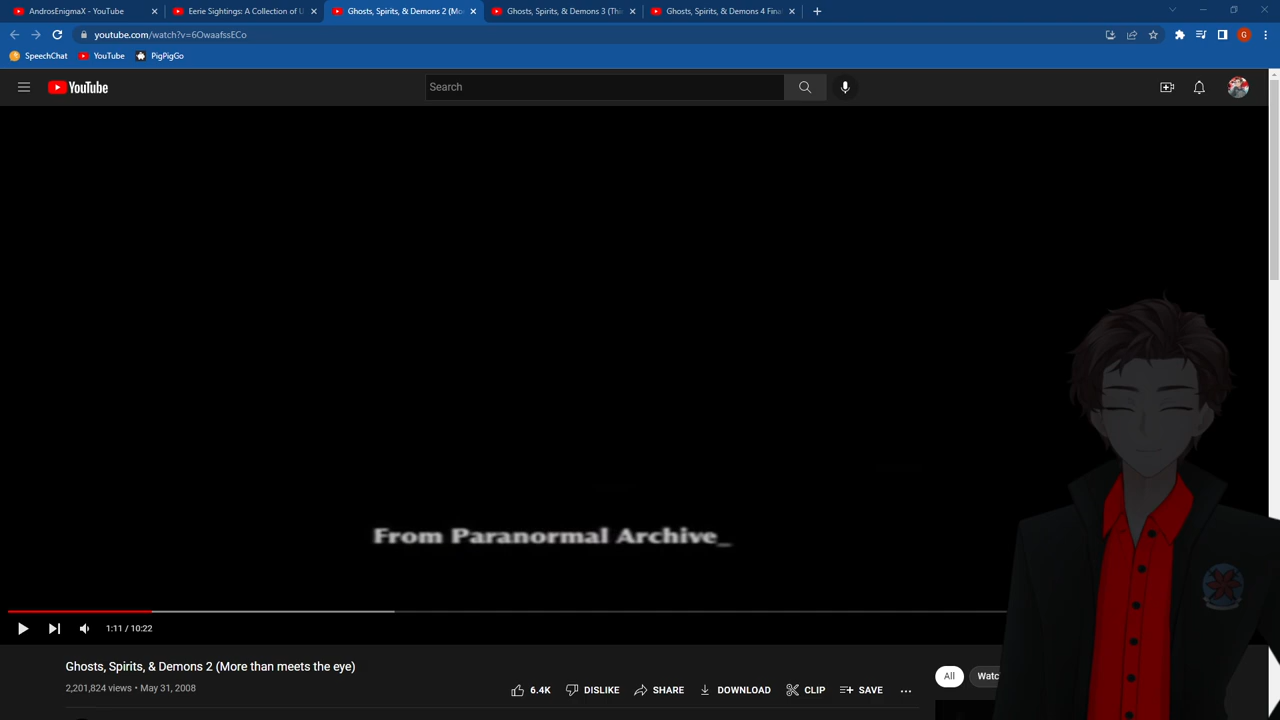 AndrosEnigmaX - YouTube
Eerie Sightings: A Collection of U
Ghosts, Spirits, & Demons 2 (Mor
Ghosts, Spirits, & Demons 3 (Thi
Ghosts, Spirits, & Demons 4 Fina
youtube.com/watch?v=6OwaafssECo
G
SpeechChat
YouTube
PigPigGo
YouTube
Search
From Paranormal Archive_
1:11 / 10:22
Ghosts, Spirits, & Demons 2 (More than meets the eye)
2,201,824 views • May 31, 2008
6.4K
DISLIKE
SHARE
DOWNLOAD
CLIP
SAVE
All
Watc